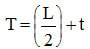 T = (L/2) + t